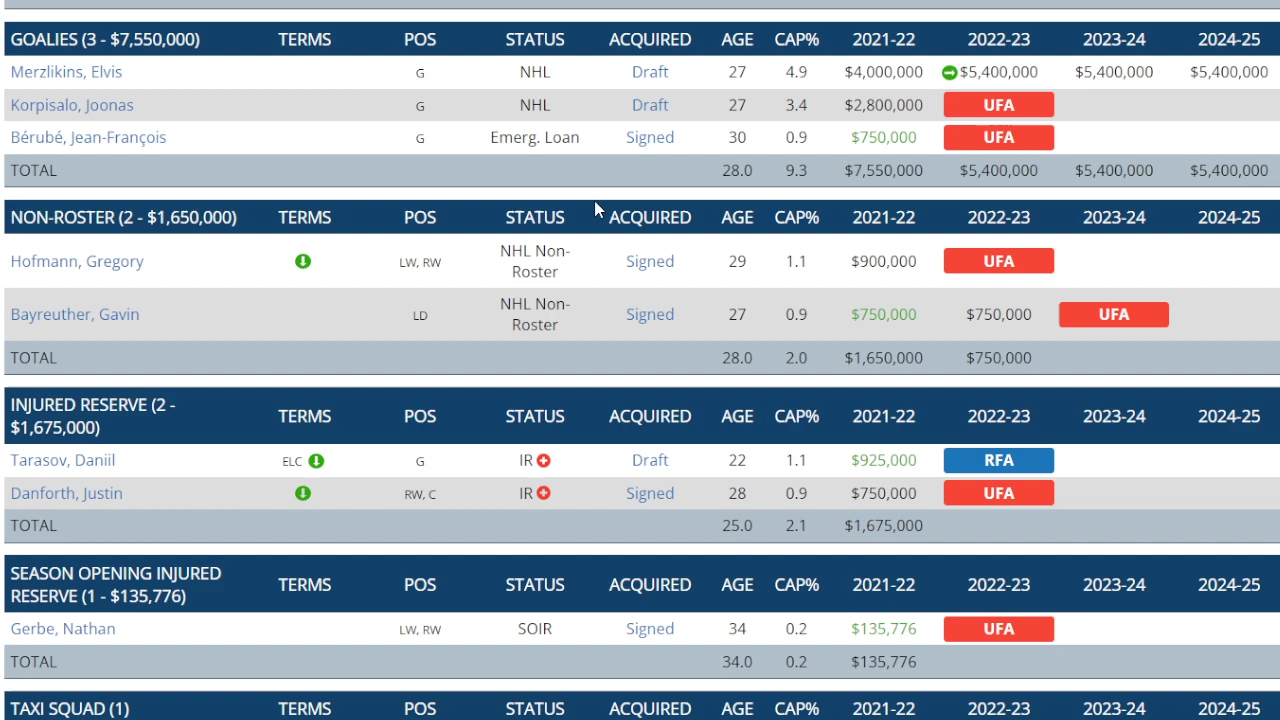 GOALIES (3 - $7,550,000) TERMS POS STATUS ACQUIRED AGE CAP% 2021-22 2022-23 2023-24 2024-25
Merzlikins, Elvis G NHL Draft 27 4.9 $4,000,000 $5,400,000 $5,400,000 $5,400,000
Korpisalo, Joonas G NHL Draft 27 3.4 $2,800,000 UFA
Bérubé, Jean-François G Emerg. Loan Signed 30 0.9 $750,000 UFA
TOTAL 28.0 9.3 $7,550,000 $5,400,000 $5,400,000 $5,400,000
NON-ROSTER (2 - $1,650,000) TERMS POS STATUS ACQUIRED AGE CAP% 2021-22 2022-23 2023-24 2024-25
Hofmann, Gregory LW, RW NHL Non-Roster Signed 29 1.1 $900,000 UFA
Bayreuther, Gavin LD NHL Non-Roster Signed 27 0.9 $750,000 $750,000 UFA
TOTAL 28.0 2.0 $1,650,000 $750,000
INJURED RESERVE (2 - $1,675,000) TERMS POS STATUS ACQUIRED AGE CAP% 2021-22 2022-23 2023-24 2024-25
Tarasov, Daniil ELC G IR Draft 22 1.1 $925,000 RFA
Danforth, Justin RW, C IR Signed 28 0.9 $750,000 UFA
TOTAL 25.0 2.1 $1,675,000
SEASON OPENING INJURED RESERVE (1 - $135,776) TERMS POS STATUS ACQUIRED AGE CAP% 2021-22 2022-23 2023-24 2024-25
Gerbe, Nathan LW, RW SOIR Signed 34 0.2 $135,776 UFA
TOTAL 34.0 0.2 $135,776
TAXI SQUAD (1) TERMS POS STATUS ACQUIRED AGE CAP% 2021-22 2022-23 2023-24 2024-25